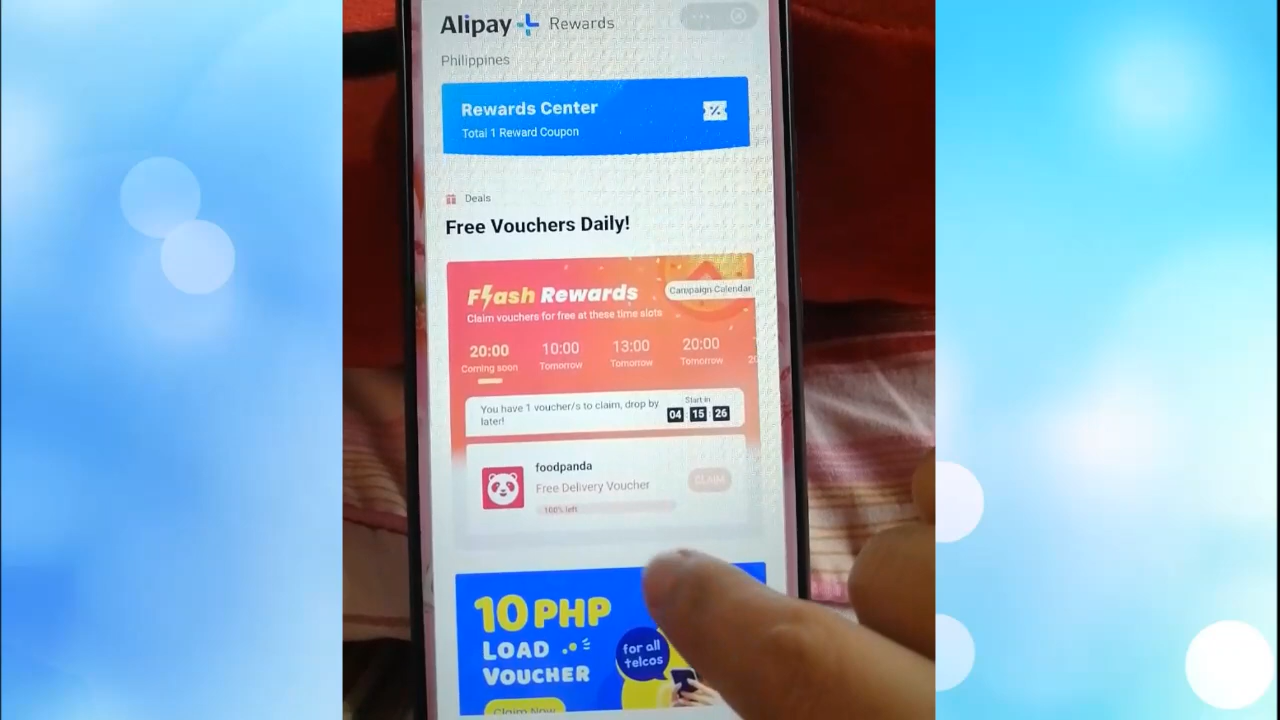 Alipay+ Rewards
Philippines
Rewards Center
Total 1 Reward Coupon
Deals
Free Vouchers Daily!
Flash Rewards
Campaign Calendar
Claim vouchers for free at these time slots
20:00 10:00 13:00 20:00
Coming soon Tomorrow Tomorrow Tomorrow
You have 1 voucher/s to claim, drop by
later!
Start in
04 15 26
foodpanda
Free Delivery Voucher
CLAIM
100% left
10 PHP
LOAD
VOUCHER
for all
telcos
Claim Now